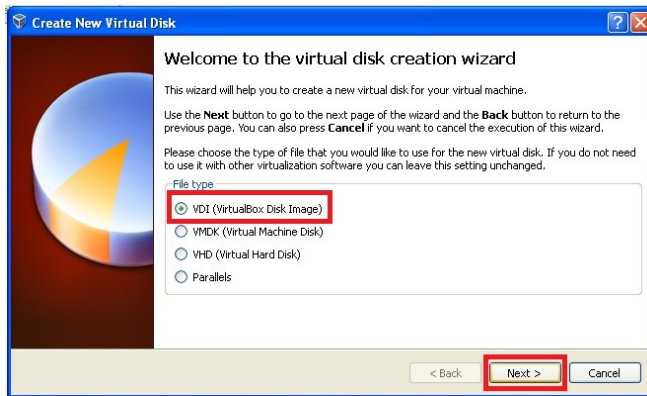 Create New Virtual Disk
Welcome to the virtual disk creation wizard
This wizard will help you to create a new virtual disk for your virtual machine.
Use the Next button to go to the next page of the wizard and the Back button to return to the
previous page. You can also press Cancel if you want to cancel the execution of this wizard.
Please choose the type of file that you would like to use for the new virtual disk. If you do not need
to use it with other virtualization software you can leave this setting unchanged.
File type
VDI (VirtualBox Disk Image)
VMDK (Virtual Machine Disk)
VHD (Virtual Hard Disk)
Parallels
< Back
Next >
Cancel